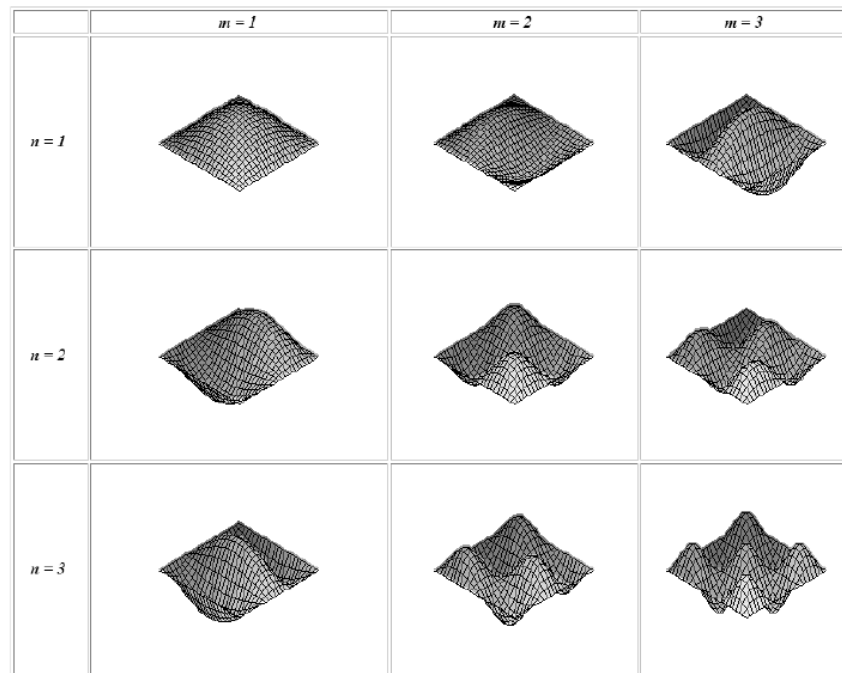 m = 1 m = 2 m = 3
n = 1
n = 2
n = 3